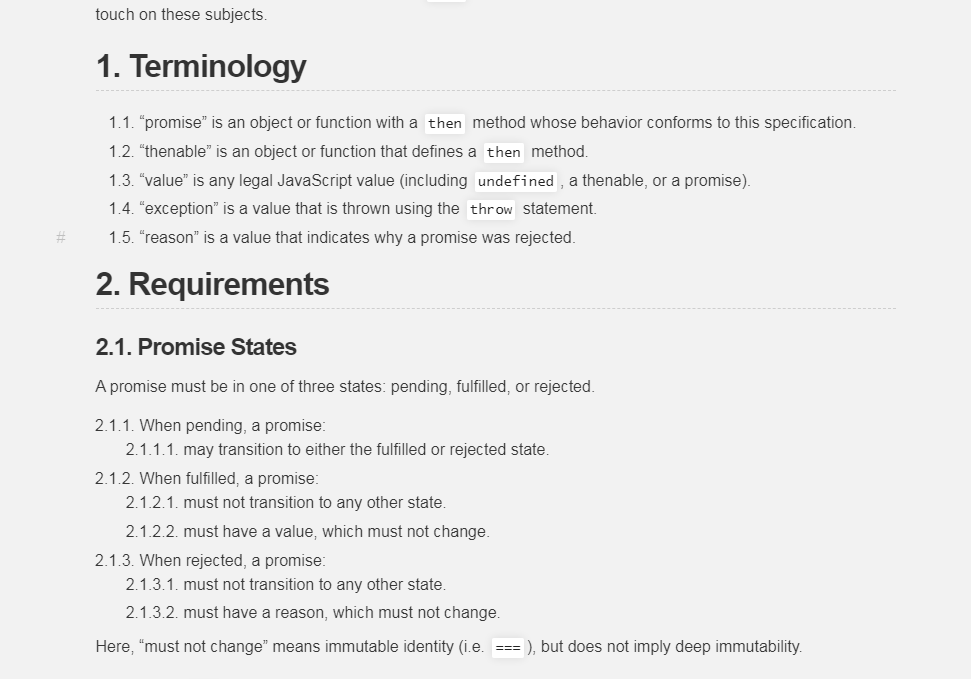 touch on these subjects.
1. Terminology
1.1. “promise” is an object or function with a then method whose behavior conforms to this specification.
1.2. “thenable” is an object or function that defines a then method.
1.3. “value” is any legal JavaScript value (including undefined , a thenable, or a promise).
1.4. “exception” is a value that is thrown using the throw statement.
# 1.5. “reason” is a value that indicates why a promise was rejected.
2. Requirements
2.1. Promise States
A promise must be in one of three states: pending, fulfilled, or rejected.
2.1.1. When pending, a promise:
2.1.1.1. may transition to either the fulfilled or rejected state.
2.1.2. When fulfilled, a promise:
2.1.2.1. must not transition to any other state.
2.1.2.2. must have a value, which must not change.
2.1.3. When rejected, a promise:
2.1.3.1. must not transition to any other state.
2.1.3.2. must have a reason, which must not change.
Here, “must not change” means immutable identity (i.e. === ), but does not imply deep immutability.